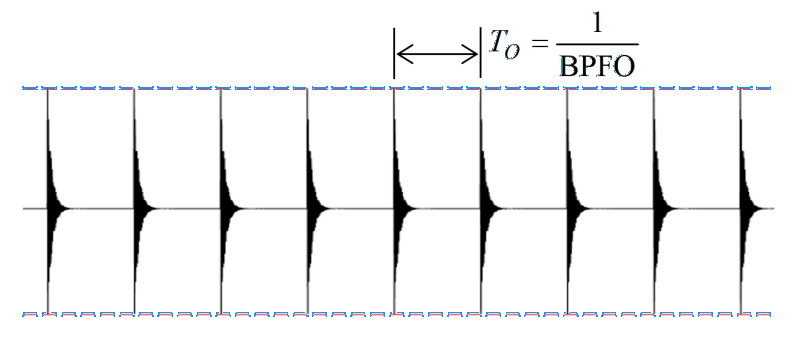 T_O = 1/BPFO